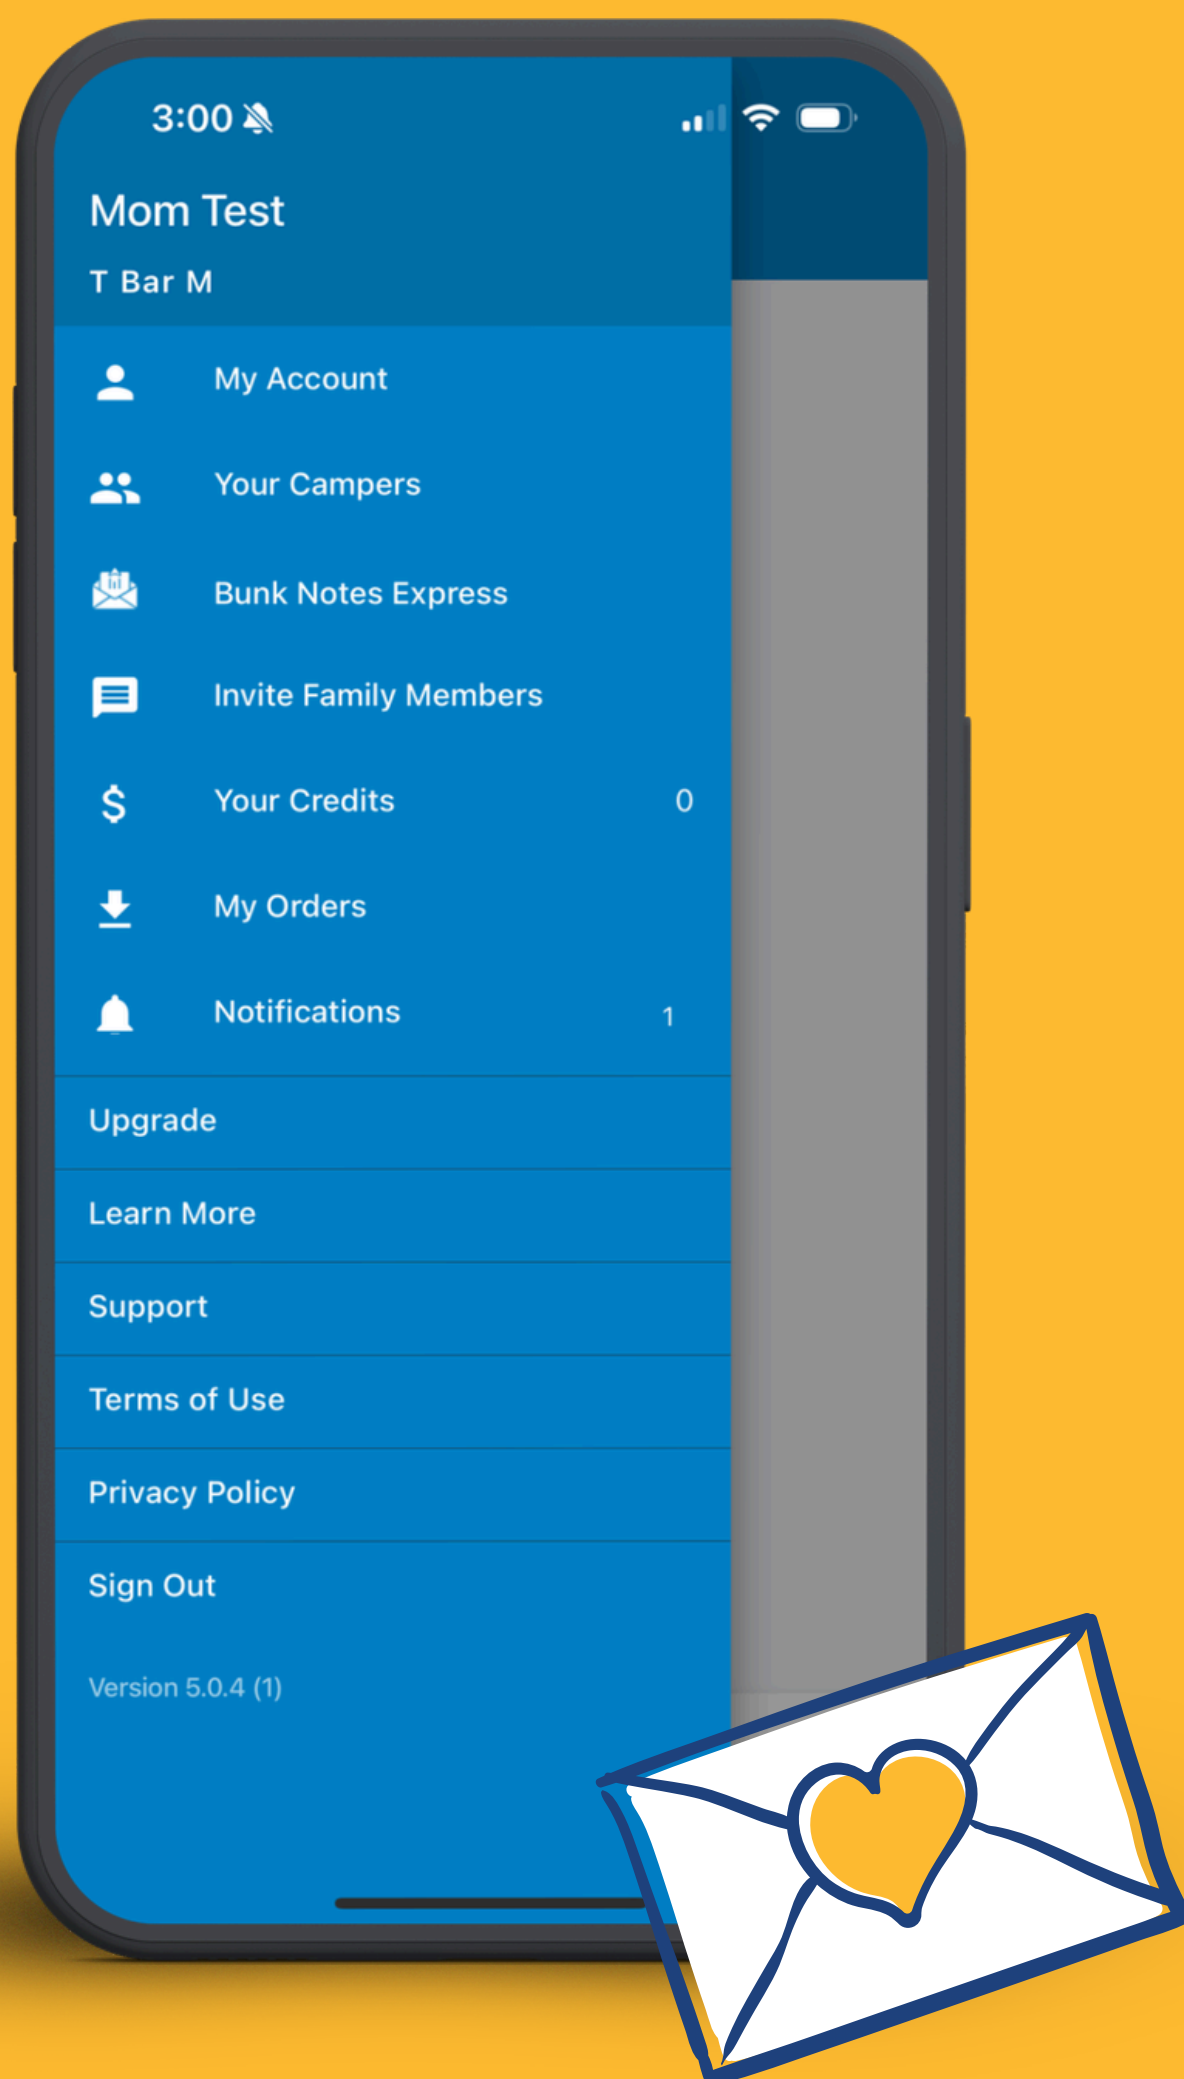 3:00
Mom Test
T Bar M
My Account
Your Campers
Bunk Notes Express
Invite Family Members
Your Credits 0
My Orders
Notifications 1
Upgrade
Learn More
Support
Terms of Use
Privacy Policy
Sign Out
Version 5.0.4 (1)